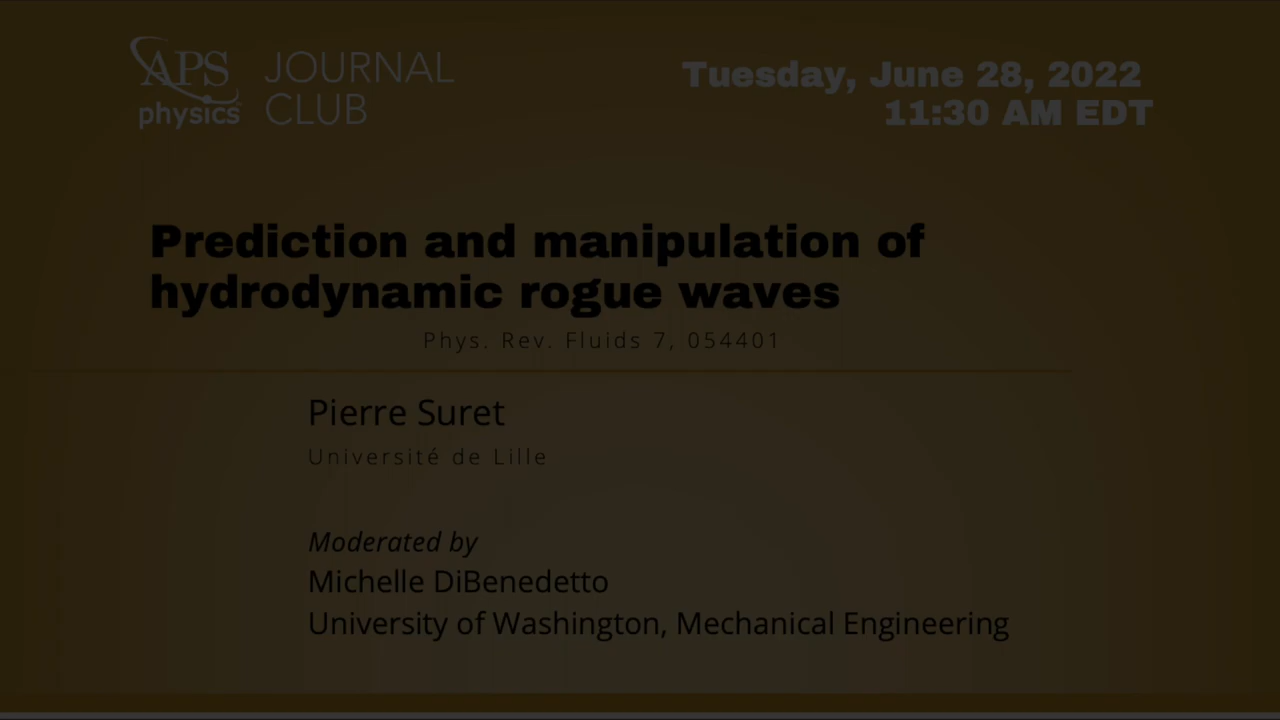 APS
physics
JOURNAL
CLUB
Tuesday, June 28, 2022
11:30 AM EDT
Prediction and manipulation of
hydrodynamic rogue waves
Phys. Rev. Fluids 7, 054401
Pierre Suret
Université de Lille
Moderated by
Michelle DiBenedetto
University of Washington, Mechanical Engineering